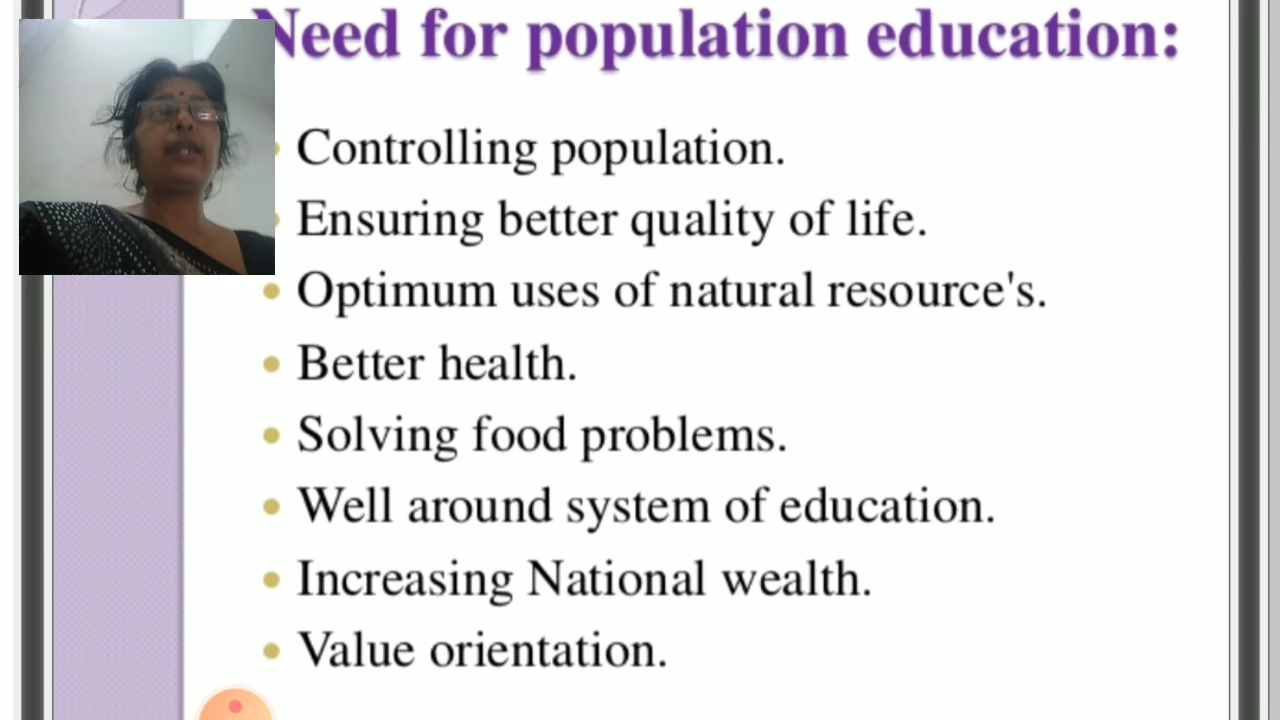 Need for population education:
Controlling population.
Ensuring better quality of life.
Optimum uses of natural resource's.
Better health.
Solving food problems.
Well around system of education.
Increasing National wealth.
Value orientation.